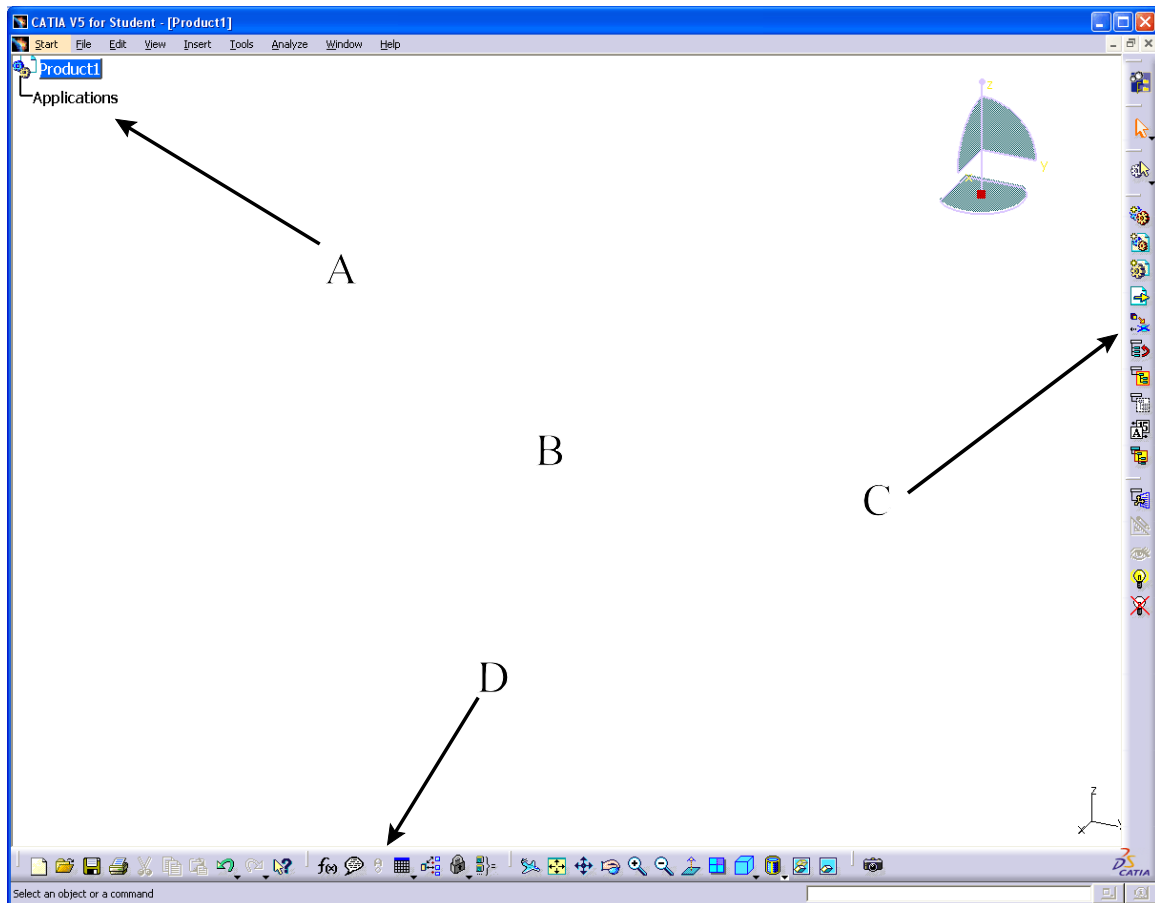 CATIA V5 for Student - [Product1]
Start File Edit View Insert Tools Analyze Window Help
Product1
Applications
z
y
x
A
B
C
D
z
x
y
f(x)
CATIA
Select an object or a command